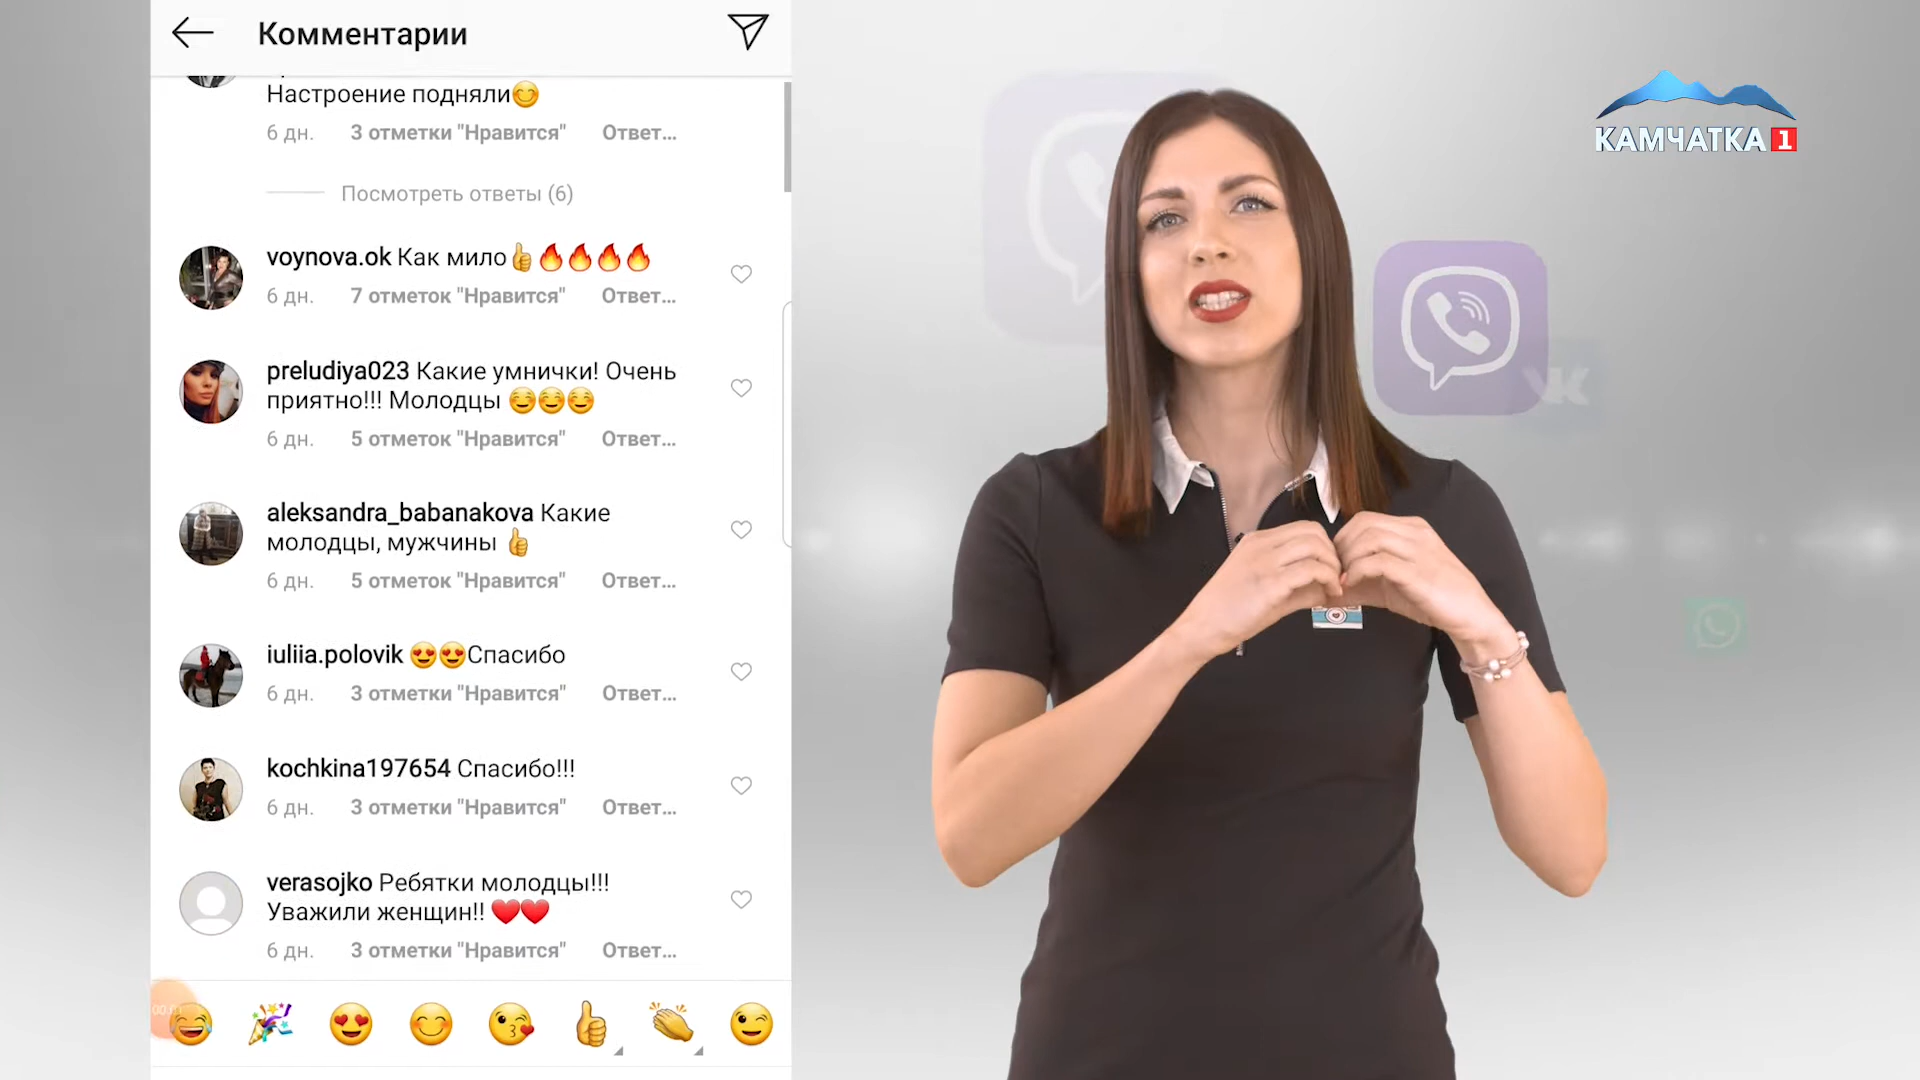 Комментарии
Настроение подняли😊
6 дн. 3 отметки "Нравится" Ответ...
Посмотреть ответы (6)
voynova.ok Как мило👍🔥🔥🔥🔥
6 дн. 7 отметок "Нравится" Ответ...
preludiya023 Какие умнички! Очень
приятно!!! Молодцы ☺️☺️☺️
6 дн. 5 отметок "Нравится" Ответ...
aleksandra_babanakova Какие
молодцы, мужчины 👍
6 дн. 5 отметок "Нравится" Ответ...
iuliia.polovik 😍😍Спасибо
6 дн. 3 отметки "Нравится" Ответ...
kochkina197654 Спасибо!!!
6 дн. 3 отметки "Нравится" Ответ...
verasojko Ребятки молодцы!!!
Уважили женщин!! ❤️❤️
6 дн. 3 отметки "Нравится" Ответ...
КАМЧАТКА 1
VK